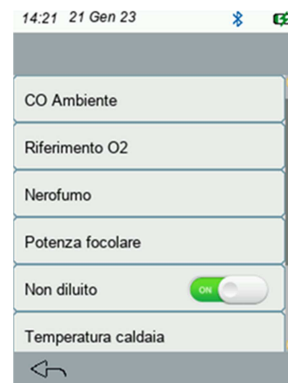 14:21 21 Gen 23
CO Ambiente
Riferimento O2
Nerofumo
Potenza focolare
Non diluito ON
Temperatura caldaia